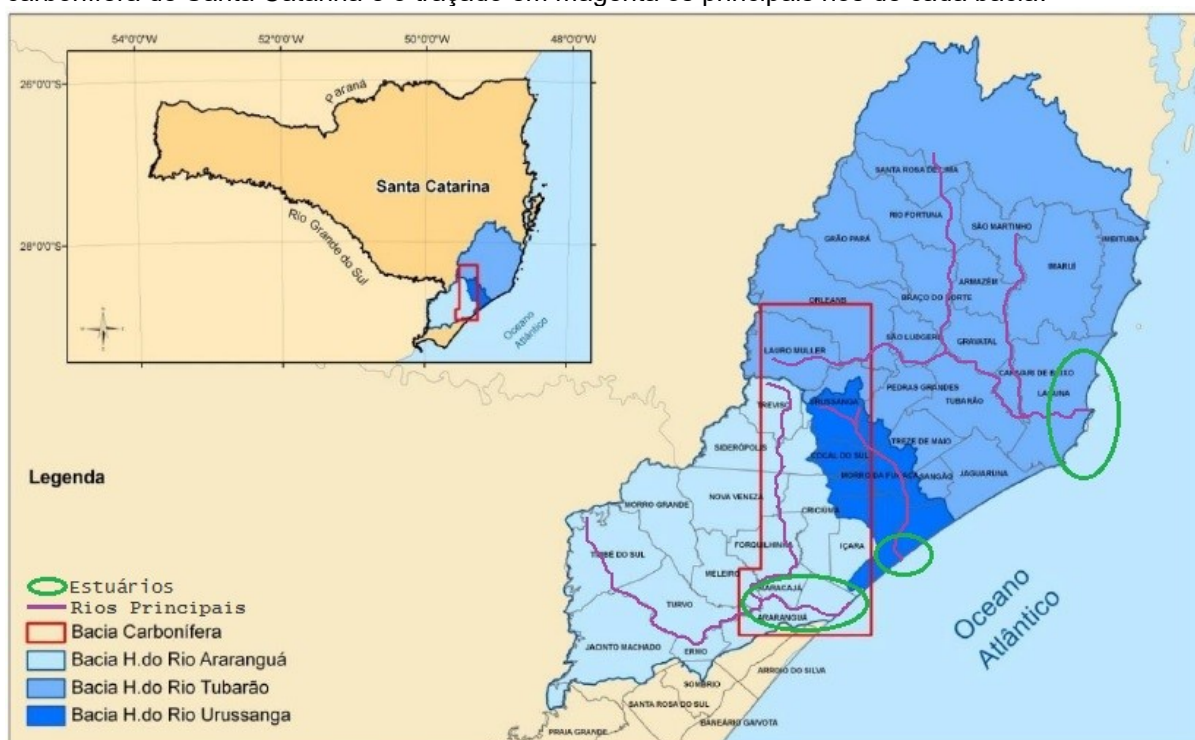 carbonífera de Santa Catarina e o traçado em magenta os principais rios de cada bacia.
54°0'0"W
52°0'0"W
50°0'0"W
48°0'0"W
26°0'0"S
28°0'0"S
Paraná
Santa Catarina
Rio Grande do Sul
Oceano
Atlântico
SANTA ROSA DE LIMA
RIO FORTUNA
SÃO MARTINHO
IMBITUBA
GRÃO PARÁ
IMARUÍ
ARMAZÉM
ORLEANS
BRAÇO DO NORTE
SÃO LUDGERO
GRAVATAL
LAURO MULLER
CAPIVARI DE BAIXO
PEDRAS GRANDES
LAGUNA
TUBARÃO
TREVISO
URUSSANGA
TREZE DE MAIO
SIDERÓPOLIS
COCAL DO SUL
JAGUARUNA
MORRO DA FUMAÇA
SANGÃO
NOVA VENEZA
MORRO GRANDE
CRICIÚMA
FORQUILHINHA
IÇARA
TIMBÉ DO SUL
MELEIRO
MARACAJÁ
TURVO
ARARANGUÁ
JACINTO MACHADO
ERMO
ARROIO DO SILVA
SOMBRIO
SANTA ROSA DO SUL
BANEÁRIO GAIVOTA
PRAIA GRANDE
Oceano
Atlântico
Legenda
Estuários
Rios Principais
Bacia Carbonífera
Bacia H.do Rio Araranguá
Bacia H.do Rio Tubarão
Bacia H.do Rio Urussanga